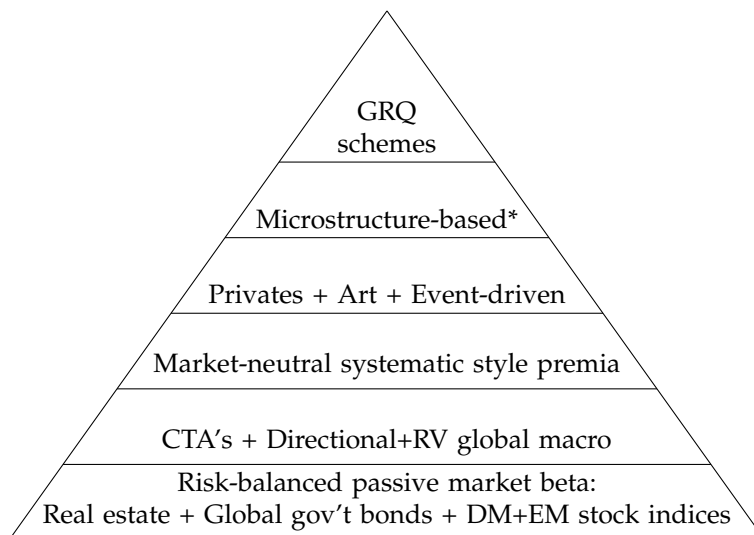 GRQ
schemes
Microstructure-based*
Privates + Art + Event-driven
Market-neutral systematic style premia
CTA's + Directional+RV global macro
Risk-balanced passive market beta:
Real estate + Global gov't bonds + DM+EM stock indices